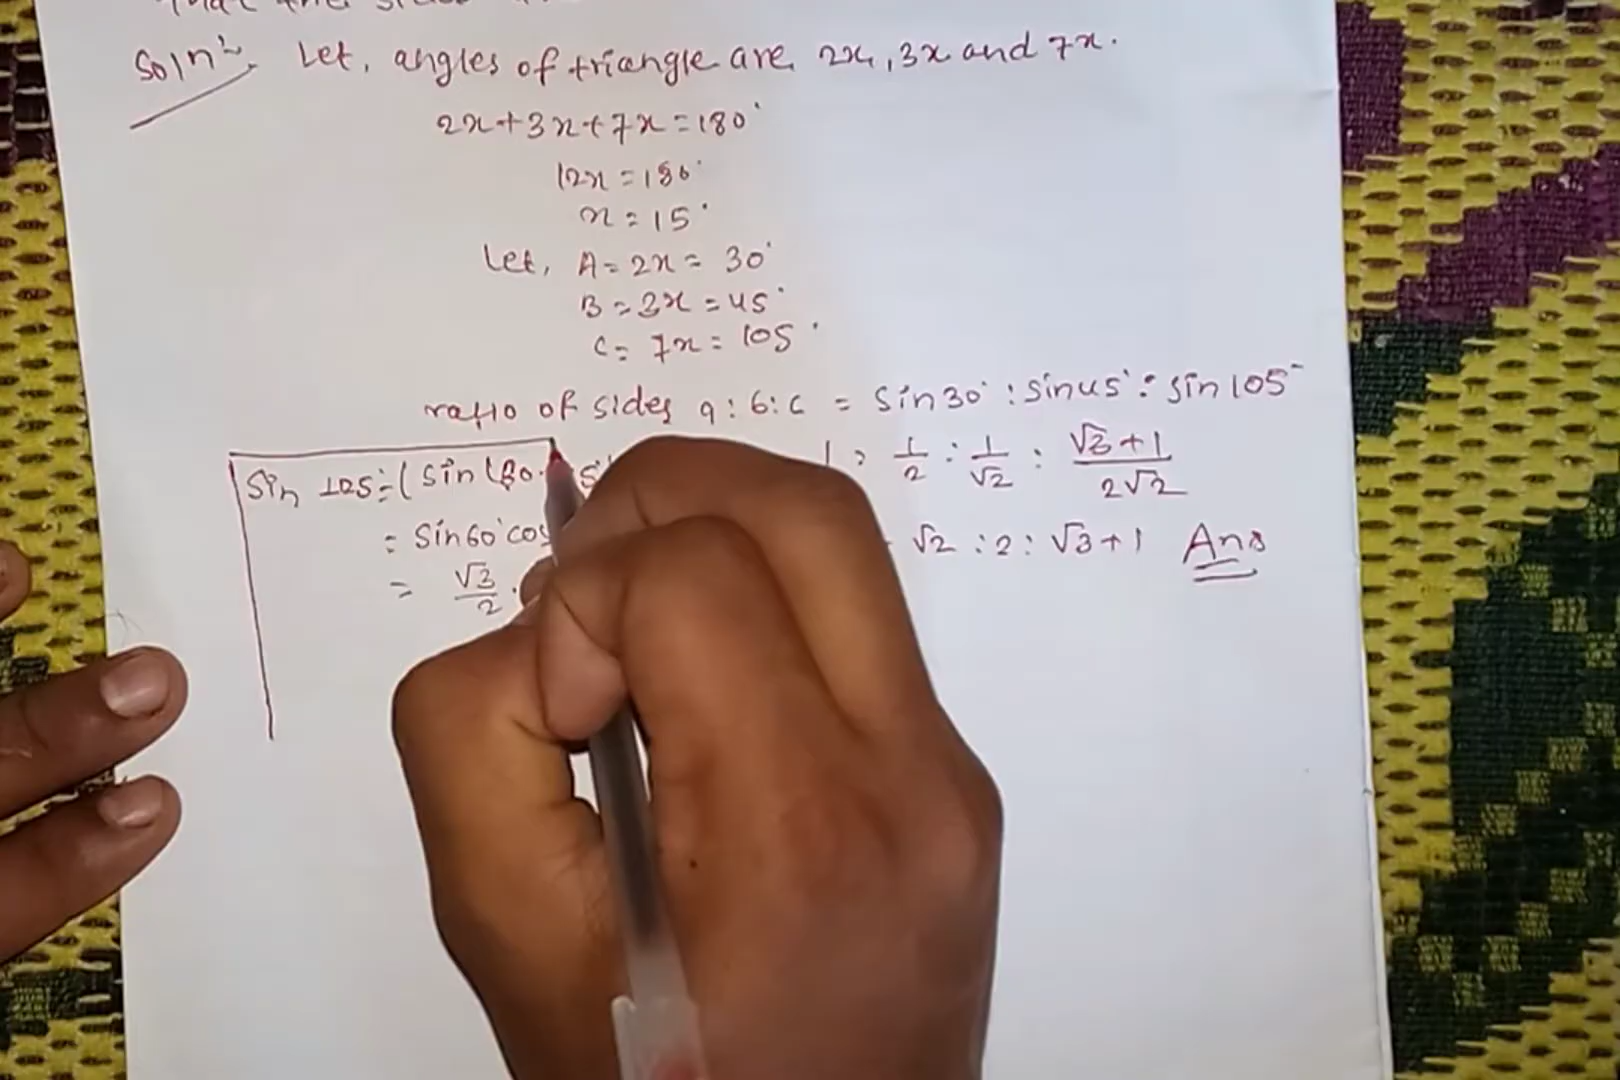 Soln:- Let, angles of triangle are 2x, 3x and 7x.
2x+3x+7x=180°
12x=180°
x=15°
Let, A=2x=30°
B=3x=45°
C=7x=105°
ratio of sides a:b:c = sin30°:sin45°:sin105°
= 1/2 : 1/√2 : (√3+1)/(2√2)
√2 : 2 : √3+1 Ans
Sin 105=(sin(60
= sin60°cos
= √3/2 .